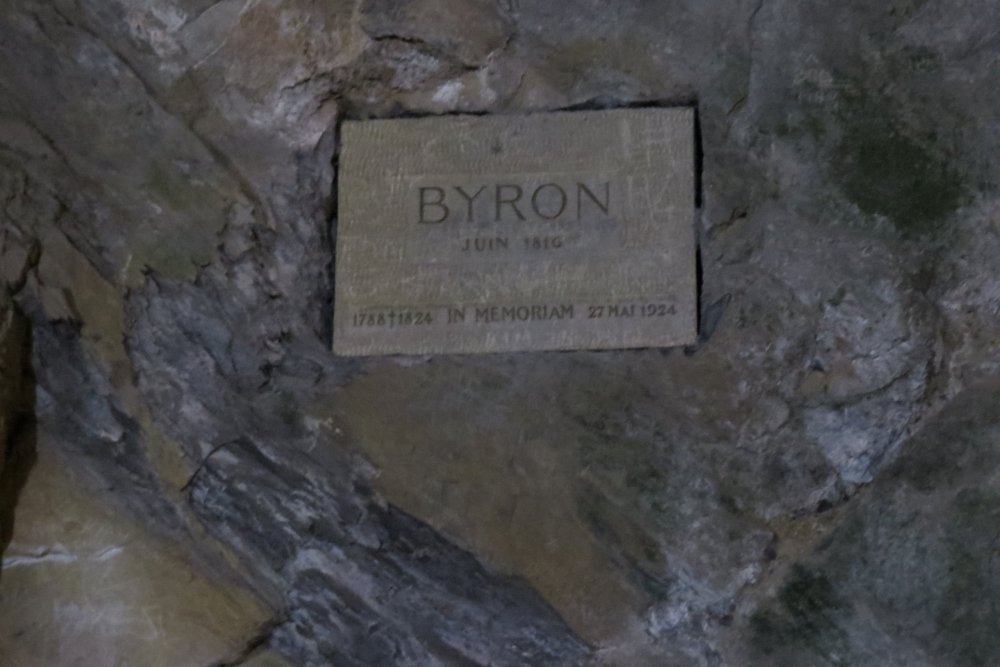 BYRON
JUIN 1816
1788†1824 IN MEMORIAM 27 MAI 1924